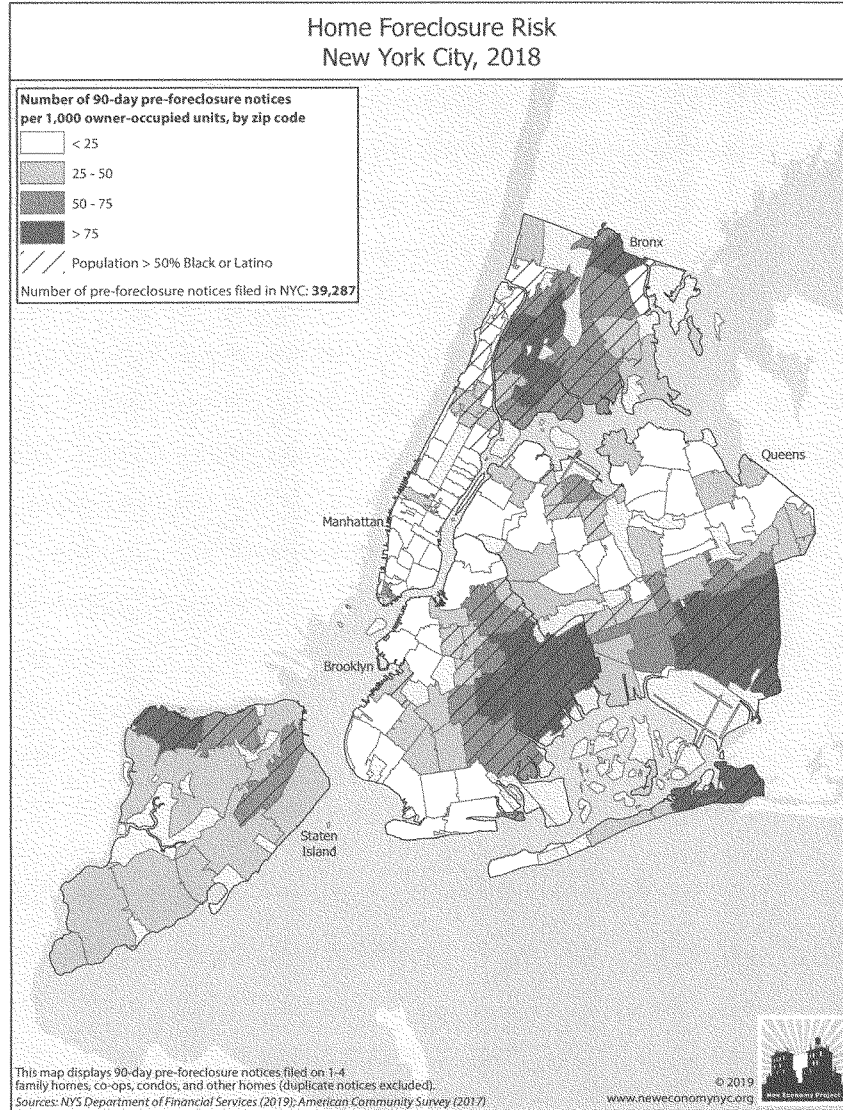 Home Foreclosure Risk
New York City, 2018
Number of 90-day pre-foreclosure notices
per 1,000 owner-occupied units, by zip code
< 25
25 - 50
50 - 75
> 75
Population > 50% Black or Latino
Number of pre-foreclosure notices filed in NYC: 39,287
Bronx
Queens
Manhattan
Brooklyn
Staten
Island
This map displays 90-day pre-foreclosure notices filed on 1-4
family homes, co-ops, condos, and other homes (duplicate notices excluded).
Sources: NYS Department of Financial Services (2019); American Community Survey (2017)
© 2019
www.neweconomynyc.org
New Economy Project